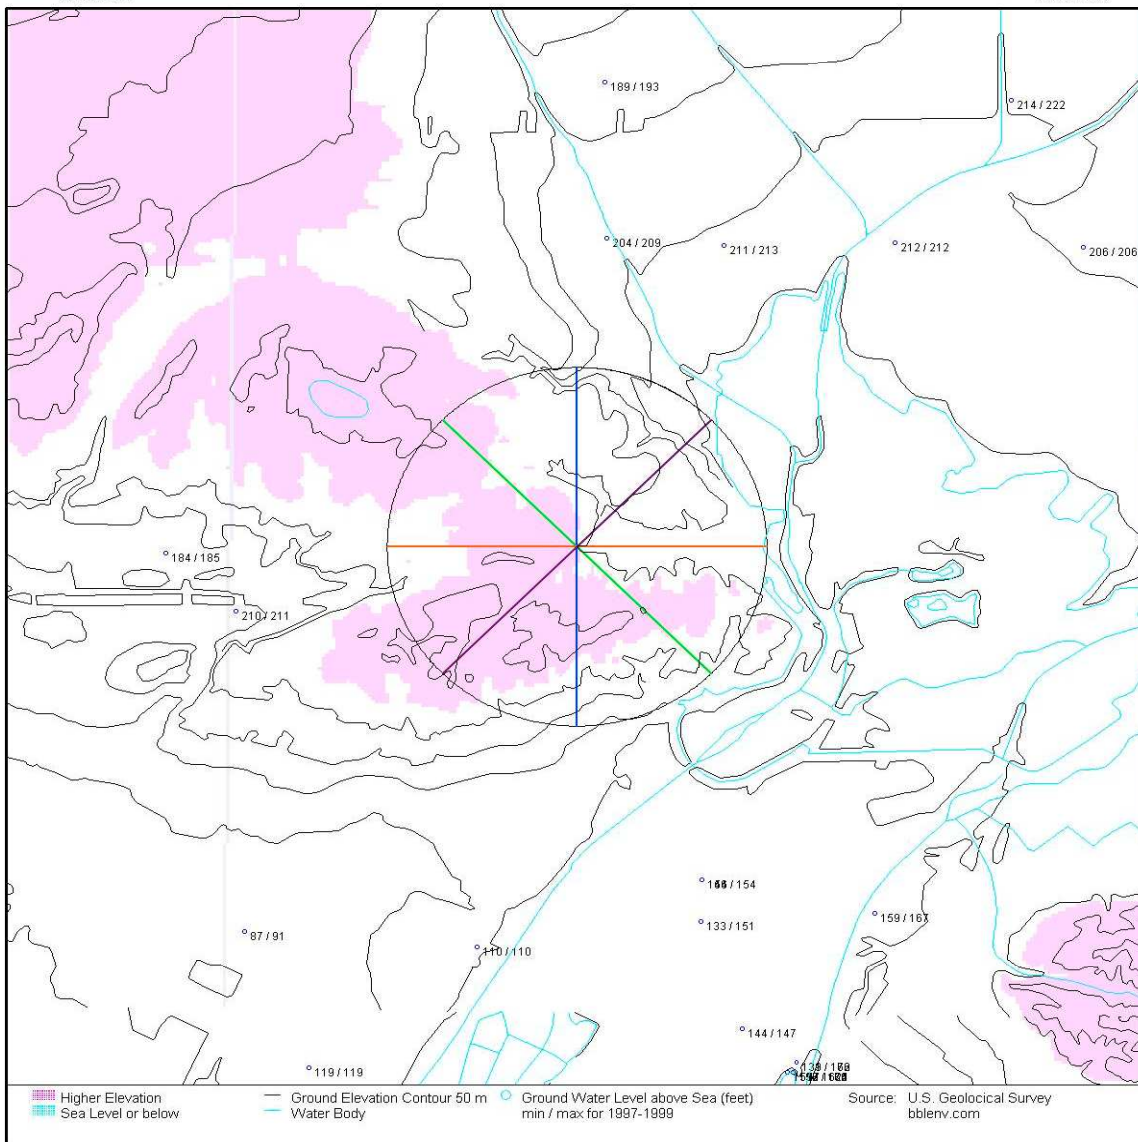 189 / 193
214 / 222
204 / 209
211 / 213
212 / 212
206 / 206
184 / 185
210 / 211
154
159 / 167
133 / 151
87 / 91
110 / 110
144 / 147
119 / 119
Higher Elevation
Ground Elevation Contour 50 m
Ground Water Level above Sea (feet)
Source: U.S. Geolocical Survey
Sea Level or below
Water Body
min / max for 1997-1999
bblenv.com